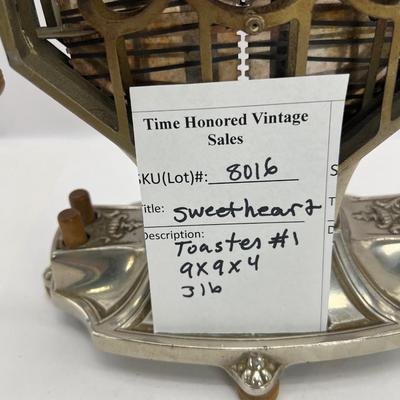 Time Honored Vintage
Sales
SKU(Lot)#: 8016
Title: Sweetheart
Description:
Toaster #1
9x9x4
3lb
S
T
D